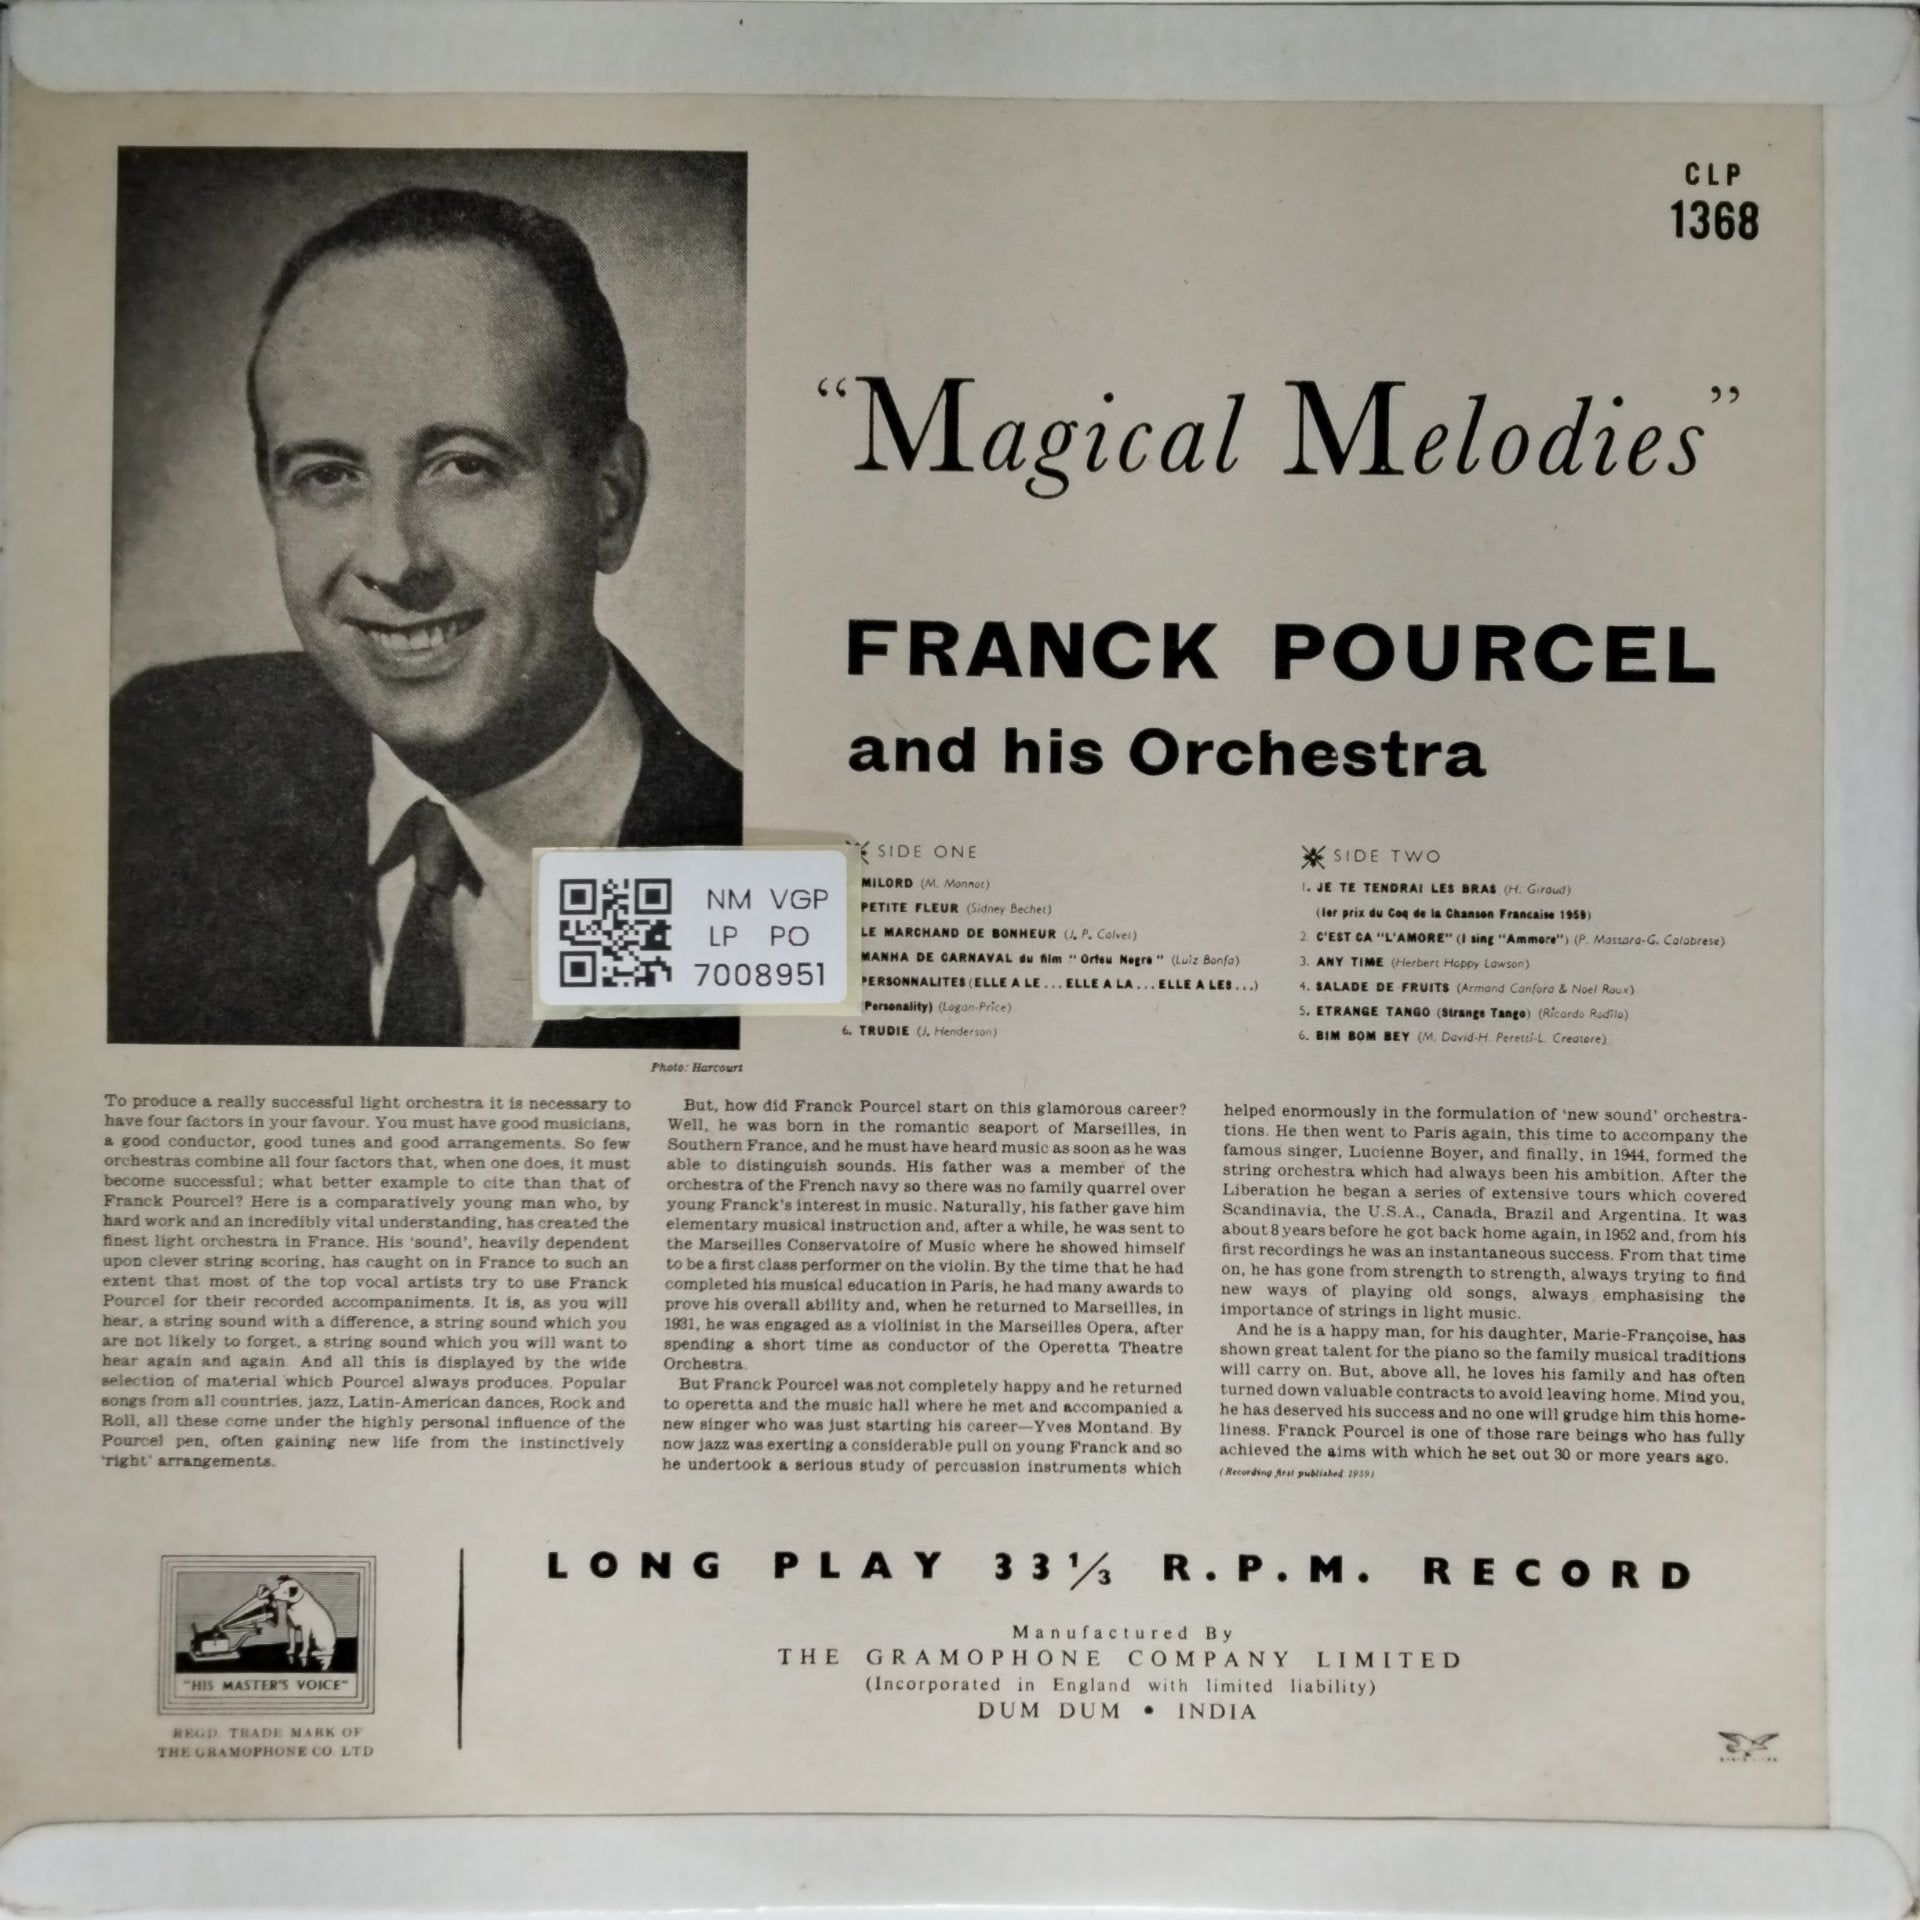 CLP
1368
“Magical Melodies”
FRANCK POURCEL
and his Orchestra
SIDE ONE
MILORD (M. Monnot)
PETITE FLEUR (Sidney Bechet)
LE MARCHAND DE BONHEUR (J. P. Calvet)
MANHA DE CARNAVAL du film “Orfeu Negro” (Luiz Bonfa)
PERSONNALITES (ELLE A LE... ELLE A LA... ELLE A LES...)
(Personality) (Logan-Price)
6. TRUDIE (J. Henderson)
SIDE TWO
1. JE TE TENDRAI LES BRAS (H. Giraud)
(1er prix du Coq de la Chanson Francaise 1959)
2. C'EST CA "L'AMORE" (I sing "Ammore") (P. Massara-G. Calabrese)
3. ANY TIME (Herbert Happy Lawson)
4. SALADE DE FRUITS (Armand Canfora & Noel Roux)
5. ETRANGE TANGO (Strange Tango) (Ricardo Radila)
6. BIM BOM BEY (M. David-H. Peretti-L. Creatore)
NM VGP
LP PO
7008951
Photo: Harcourt
To produce a really successful light orchestra it is necessary to
have four factors in your favour. You must have good musicians,
a good conductor, good tunes and good arrangements. So few
orchestras combine all four factors that, when one does, it must
become successful; what better example to cite than that of
Franck Pourcel? Here is a comparatively young man who, by
hard work and an incredibly vital understanding, has created the
finest light orchestra in France. His ‘sound’, heavily dependent
upon clever string scoring, has caught on in France to such an
extent that most of the top vocal artists try to use Franck
Pourcel for their recorded accompaniments. It is, as you will
hear, a string sound with a difference, a string sound which you
are not likely to forget, a string sound which you will want to
hear again and again. And all this is displayed by the wide
selection of material which Pourcel always produces. Popular
songs from all countries, jazz, Latin-American dances, Rock and
Roll, all these come under the highly personal influence of the
Pourcel pen, often gaining new life from the instinctively
‘right’ arrangements.
But, how did Franck Pourcel start on this glamorous career?
Well, he was born in the romantic seaport of Marseilles, in
Southern France, and he must have heard music as soon as he was
able to distinguish sounds. His father was a member of the
orchestra of the French navy so there was no family quarrel over
young Franck's interest in music. Naturally, his father gave him
elementary musical instruction and, after a while, he was sent to
the Marseilles Conservatoire of Music where he showed himself
to be a first class performer on the violin. By the time that he had
completed his musical education in Paris, he had many awards to
prove his overall ability and, when he returned to Marseilles, in
1931, he was engaged as a violinist in the Marseilles Opera, after
spending a short time as conductor of the Operetta Theatre
Orchestra.
But Franck Pourcel was not completely happy and he returned
to operetta and the music hall where he met and accompanied a
new singer who was just starting his career—Yves Montand. By
now jazz was exerting a considerable pull on young Franck and so
he undertook a serious study of percussion instruments which
helped enormously in the formulation of ‘new sound’ orchestra-
tions. He then went to Paris again, this time to accompany the
famous singer, Lucienne Boyer, and finally, in 1944, formed the
string orchestra which had always been his ambition. After the
Liberation he began a series of extensive tours which covered
Scandinavia, the U.S.A., Canada, Brazil and Argentina. It was
about 8 years before he got back home again, in 1952 and, from his
first recordings he was an instantaneous success. From that time
on, he has gone from strength to strength, always trying to find
new ways of playing old songs, always emphasising the
importance of strings in light music.
And he is a happy man, for his daughter, Marie-Françoise, has
shown great talent for the piano so the family musical traditions
will carry on. But, above all, he loves his family and has often
turned down valuable contracts to avoid leaving home. Mind you,
he has deserved his success and no one will grudge him this home-
liness. Franck Pourcel is one of those rare beings who has fully
achieved the aims with which he set out 30 or more years ago.
(Recording first published 1959)
LONG PLAY 33⅓ R.P.M. RECORD
Manufactured By
THE GRAMOPHONE COMPANY LIMITED
(Incorporated in England with limited liability)
DUM DUM • INDIA
"HIS MASTER'S VOICE"
REGD. TRADE MARK OF
THE GRAMOPHONE CO. LTD